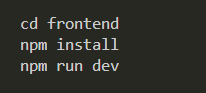 cd frontend
npm install
npm run dev